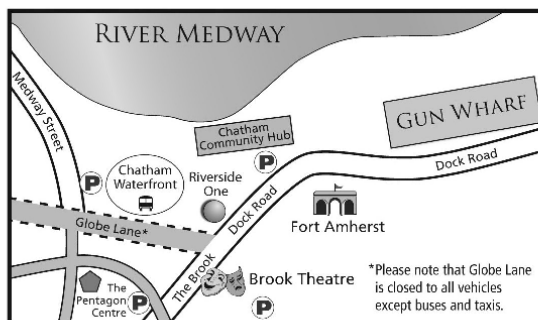 RIVER MEDWAY
Medway Street
GUN WHARF
Chatham
Community Hub
P
Dock Road
P
Chatham
Waterfront
Riverside
One
Dock Road
Fort Amherst
Globe Lane*
The Brook
Brook Theatre
The
Pentagon
Centre
P
P
*Please note that Globe Lane
is closed to all vehicles
except buses and taxis.